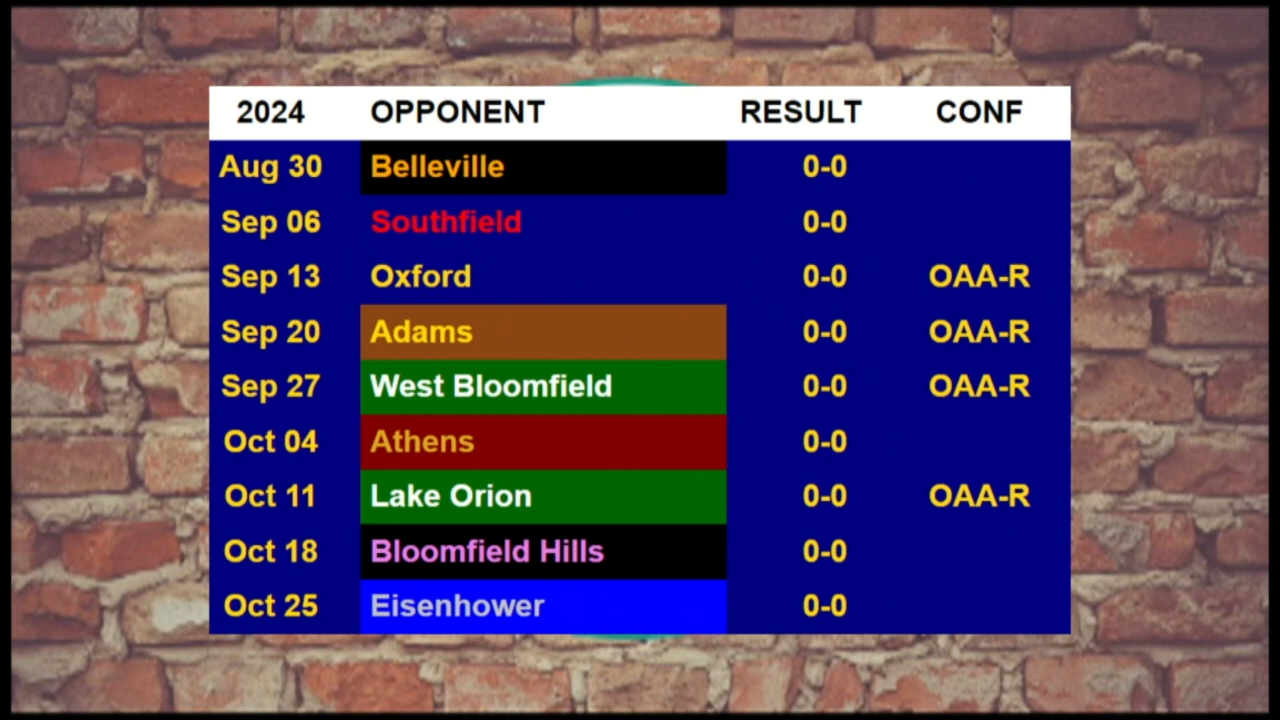 2024 OPPONENT RESULT CONF
Aug 30 Belleville 0-0
Sep 06 Southfield 0-0
Sep 13 Oxford 0-0 OAA-R
Sep 20 Adams 0-0 OAA-R
Sep 27 West Bloomfield 0-0 OAA-R
Oct 04 Athens 0-0
Oct 11 Lake Orion 0-0 OAA-R
Oct 18 Bloomfield Hills 0-0
Oct 25 Eisenhower 0-0